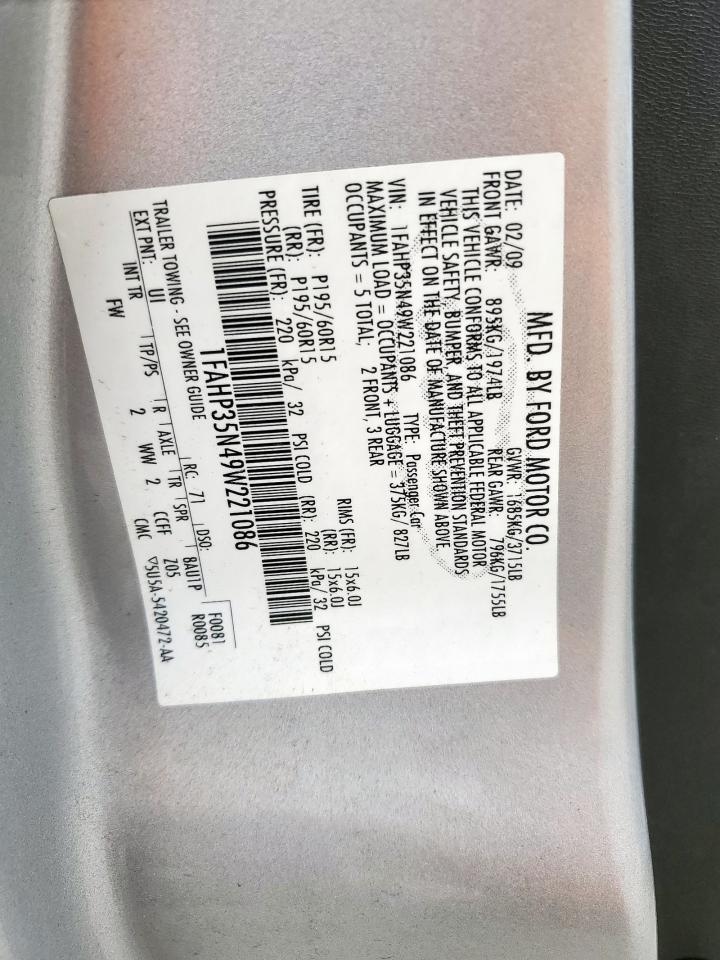 MFD. BY FORD MOTOR CO.
DATE: 02/09 GVWR: 1685KG/3715LB
FRONT GAWR: 895KG/1974LB REAR GAWR: 796KG/1755LB
THIS VEHICLE CONFORMS TO ALL APPLICABLE FEDERAL MOTOR
VEHICLE SAFETY, BUMPER, AND THEFT PREVENTION STANDARDS
IN EFFECT ON THE DATE OF MANUFACTURE SHOWN ABOVE.
VIN: 1FAHP35N49W221086 TYPE: Passenger Car
MAXIMUM LOAD = OCCUPANTS + LUGGAGE = 375KG/ 827LB
OCCUPANTS = 5 TOTAL; 2 FRONT, 3 REAR
TIRE (FR): P195/60R15 RIMS (FR): 15x6.0J
(RR): P195/60R15 (RR): 15x6.0J
PRESSURE (FR): 220 kPa/ 32 PSI COLD (RR): 220 kPa/ 32 PSI COLD
1FAHP35N49W221086
TRAILER TOWING - SEE OWNER GUIDE F0081
EXT PNT: UI RC: 71 DSO: R0085
INT TR TP/PS R AXLE TR SPR 8AU1P
FW 2 WW 2 CCFF Z05
CMC ▽5U5A-5420472-AA